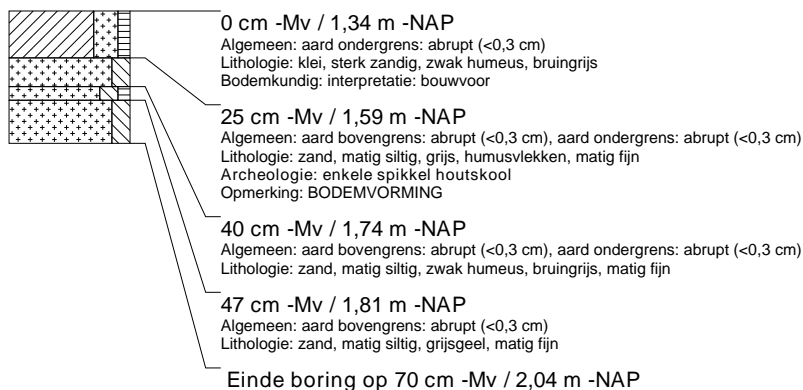 0 cm -Mv / 1,34 m -NAP
Algemeen: aard ondergrens: abrupt (<0,3 cm)
Lithologie: klei, sterk zandig, zwak humeus, bruingrijs
Bodemkundig: interpretatie: bouwvoor
25 cm -Mv / 1,59 m -NAP
Algemeen: aard bovengrens: abrupt (<0,3 cm), aard ondergrens: abrupt (<0,3 cm)
Lithologie: zand, matig siltig, grijs, humusvlekken, matig fijn
Archeologie: enkele spikkel houtskool
Opmerking: BODEMVORMING
40 cm -Mv / 1,74 m -NAP
Algemeen: aard bovengrens: abrupt (<0,3 cm), aard ondergrens: abrupt (<0,3 cm)
Lithologie: zand, matig siltig, zwak humeus, bruingrijs, matig fijn
47 cm -Mv / 1,81 m -NAP
Algemeen: aard bovengrens: abrupt (<0,3 cm)
Lithologie: zand, matig siltig, grijsgeel, matig fijn
Einde boring op 70 cm -Mv / 2,04 m -NAP